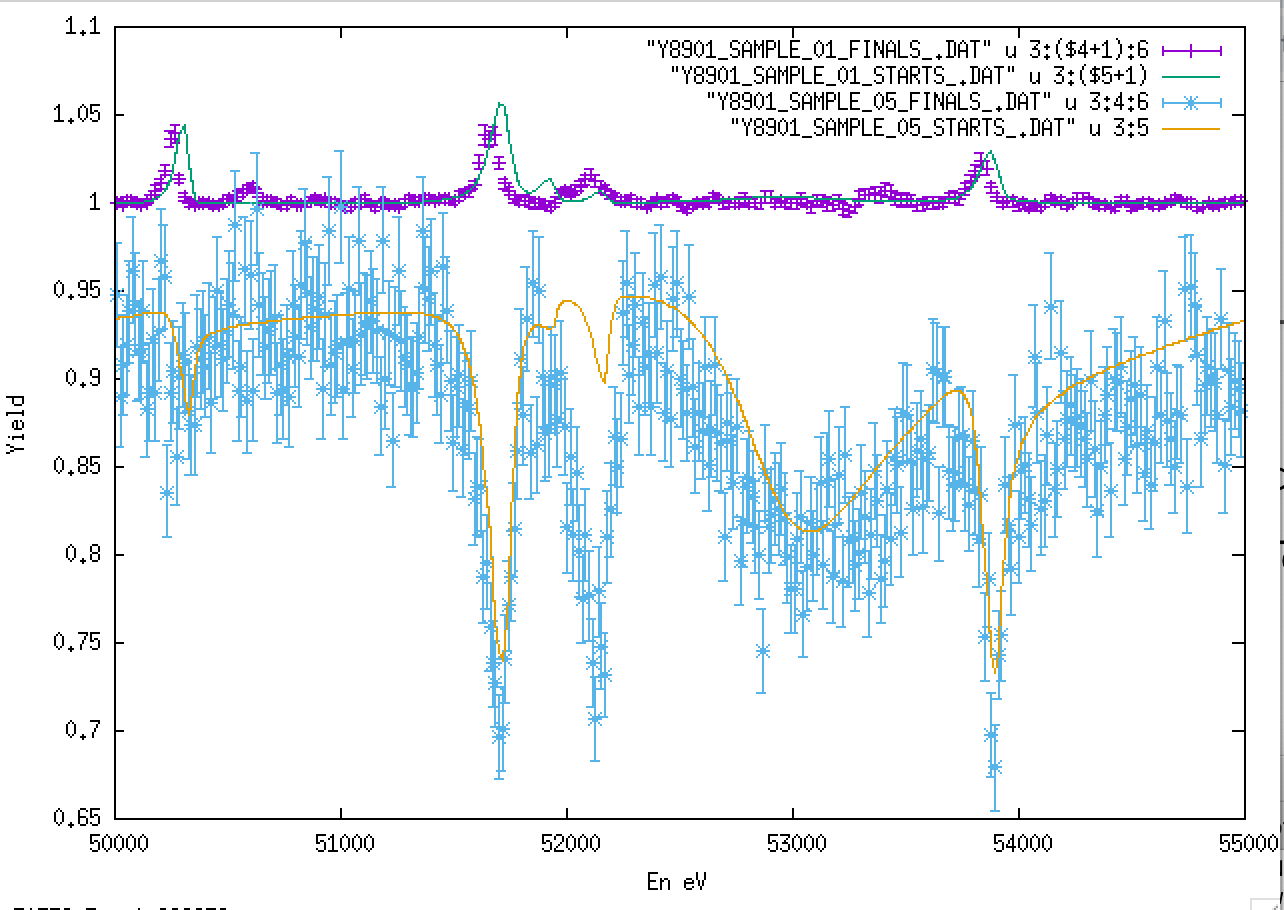 1.1
"Y8901_SAMPLE_01_FINALS_.DAT" u 3:($4+1):6
"Y8901_SAMPLE_01_STARTS_.DAT" u 3:($5+1)
"Y8901_SAMPLE_05_FINALS_.DAT" u 3:4:6
"Y8901_SAMPLE_05_STARTS_.DAT" u 3:5
1.05
1
0.95
0.9
0.85
0.8
0.75
0.7
0.65
Yield
50000 51000 52000 53000 54000 55000
En eV